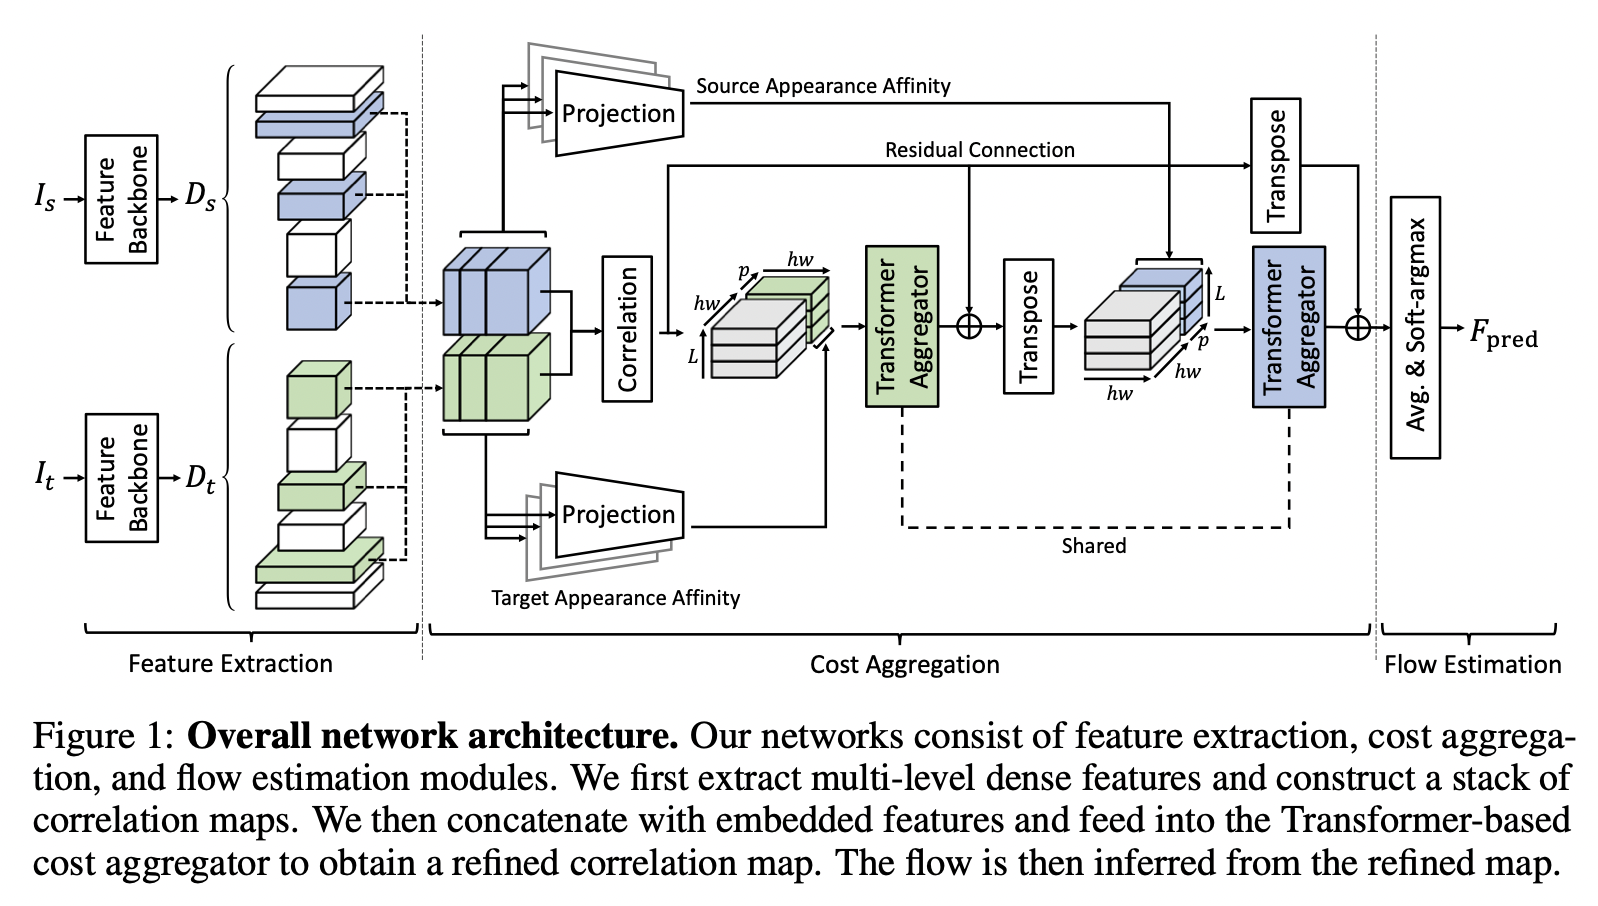 I_s
Feature
Backbone
D_s
I_t
Feature
Backbone
D_t
Feature Extraction
Projection
Source Appearance Affinity
Residual Connection
Correlation
L
hw
p
hw
Transformer
Aggregator
Transpose
hw
hw
p
L
Transformer
Aggregator
Transpose
Shared
Projection
Target Appearance Affinity
Cost Aggregation
Avg. & Soft-argmax
F_pred
Flow Estimation
Figure 1: Overall network architecture. Our networks consist of feature extraction, cost aggrega-
tion, and flow estimation modules. We first extract multi-level dense features and construct a stack of
correlation maps. We then concatenate with embedded features and feed into the Transformer-based
cost aggregator to obtain a refined correlation map. The flow is then inferred from the refined map.